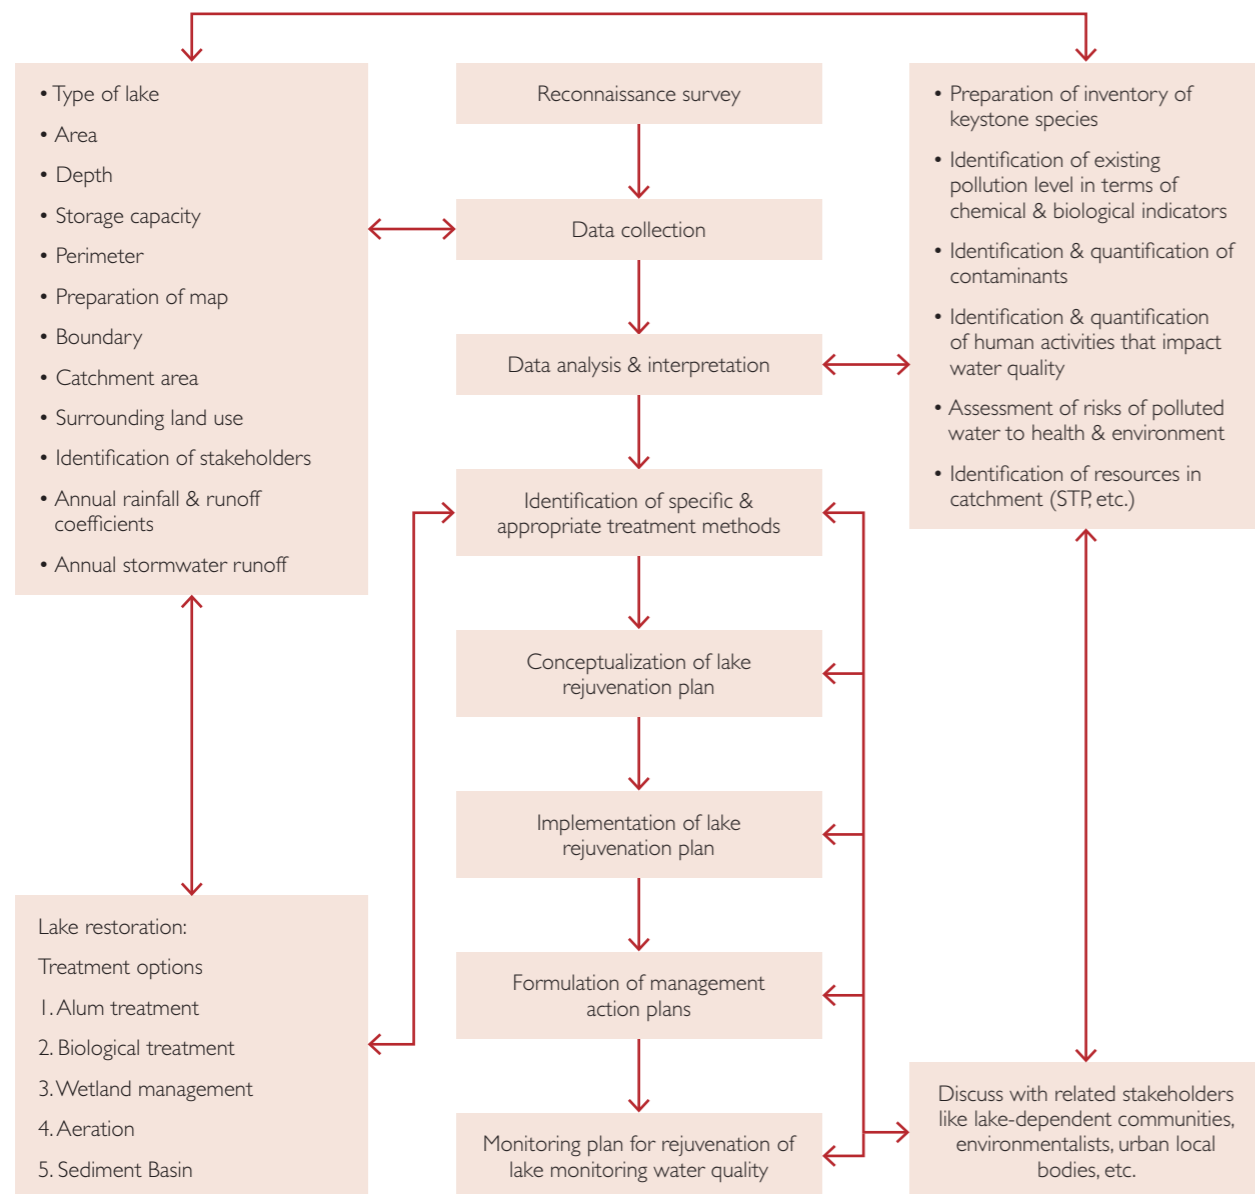 • Type of lake
• Area
• Depth
• Storage capacity
• Perimeter
• Preparation of map
• Boundary
• Catchment area
• Surrounding land use
• Identification of stakeholders
• Annual rainfall & runoff
coefficients
• Annual stormwater runoff
Lake restoration:
Treatment options
1. Alum treatment
2. Biological treatment
3. Wetland management
4. Aeration
5. Sediment Basin
Reconnaissance survey
Data collection
Data analysis & interpretation
Identification of specific &
appropriate treatment methods
Conceptualization of lake
rejuvenation plan
Implementation of lake
rejuvenation plan
Formulation of management
action plans
Monitoring plan for rejuvenation of
lake monitoring water quality
• Preparation of inventory of
keystone species
• Identification of existing
pollution level in terms of
chemical & biological indicators
• Identification & quantification of
contaminants
• Identification & quantification
of human activities that impact
water quality
• Assessment of risks of polluted
water to health & environment
• Identification of resources in
catchment (STP, etc.)
Discuss with related stakeholders
like lake-dependent communities,
environmentalists, urban local
bodies, etc.